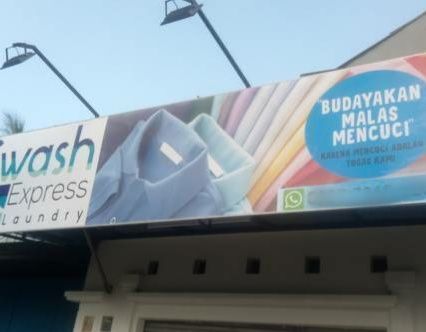 wash
Express
Laundry
"BUDAYAKAN
MALAS
MENCUCI"
KARENA MENCUCI ADALAH
TUGAS KAMI